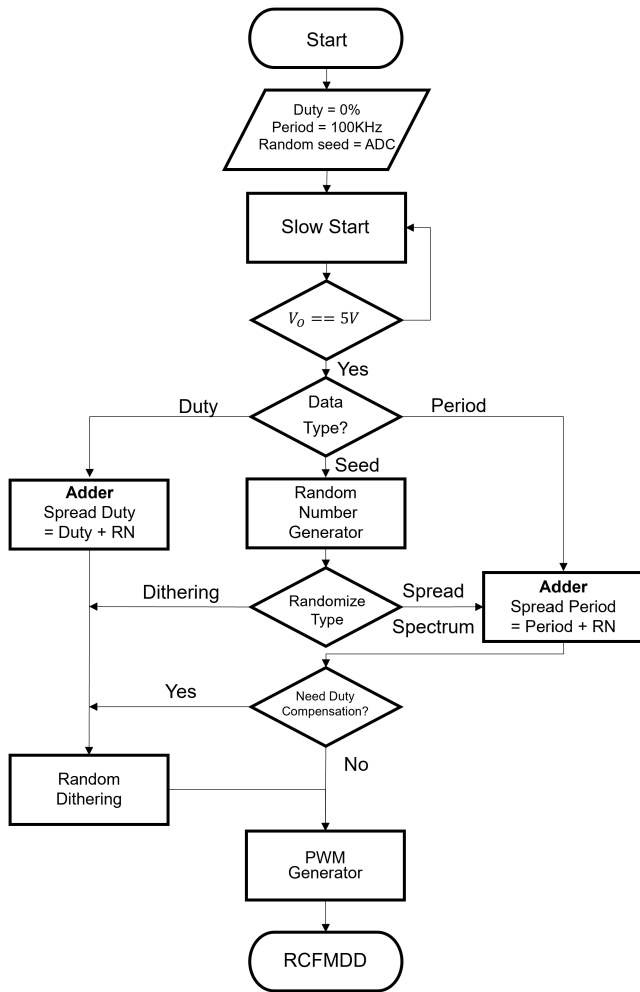 Start
Duty = 0%
Period = 100KHz
Random seed = ADC
Slow Start
V_O == 5V
Yes
Data
Type?
Duty
Period
Seed
Adder
Spread Duty
= Duty + RN
Random
Number
Generator
Dithering
Randomize
Type
Spread
Spectrum
Adder
Spread Period
= Period + RN
Need Duty
Compensation?
Yes
No
Random
Dithering
PWM
Generator
RCFMDD